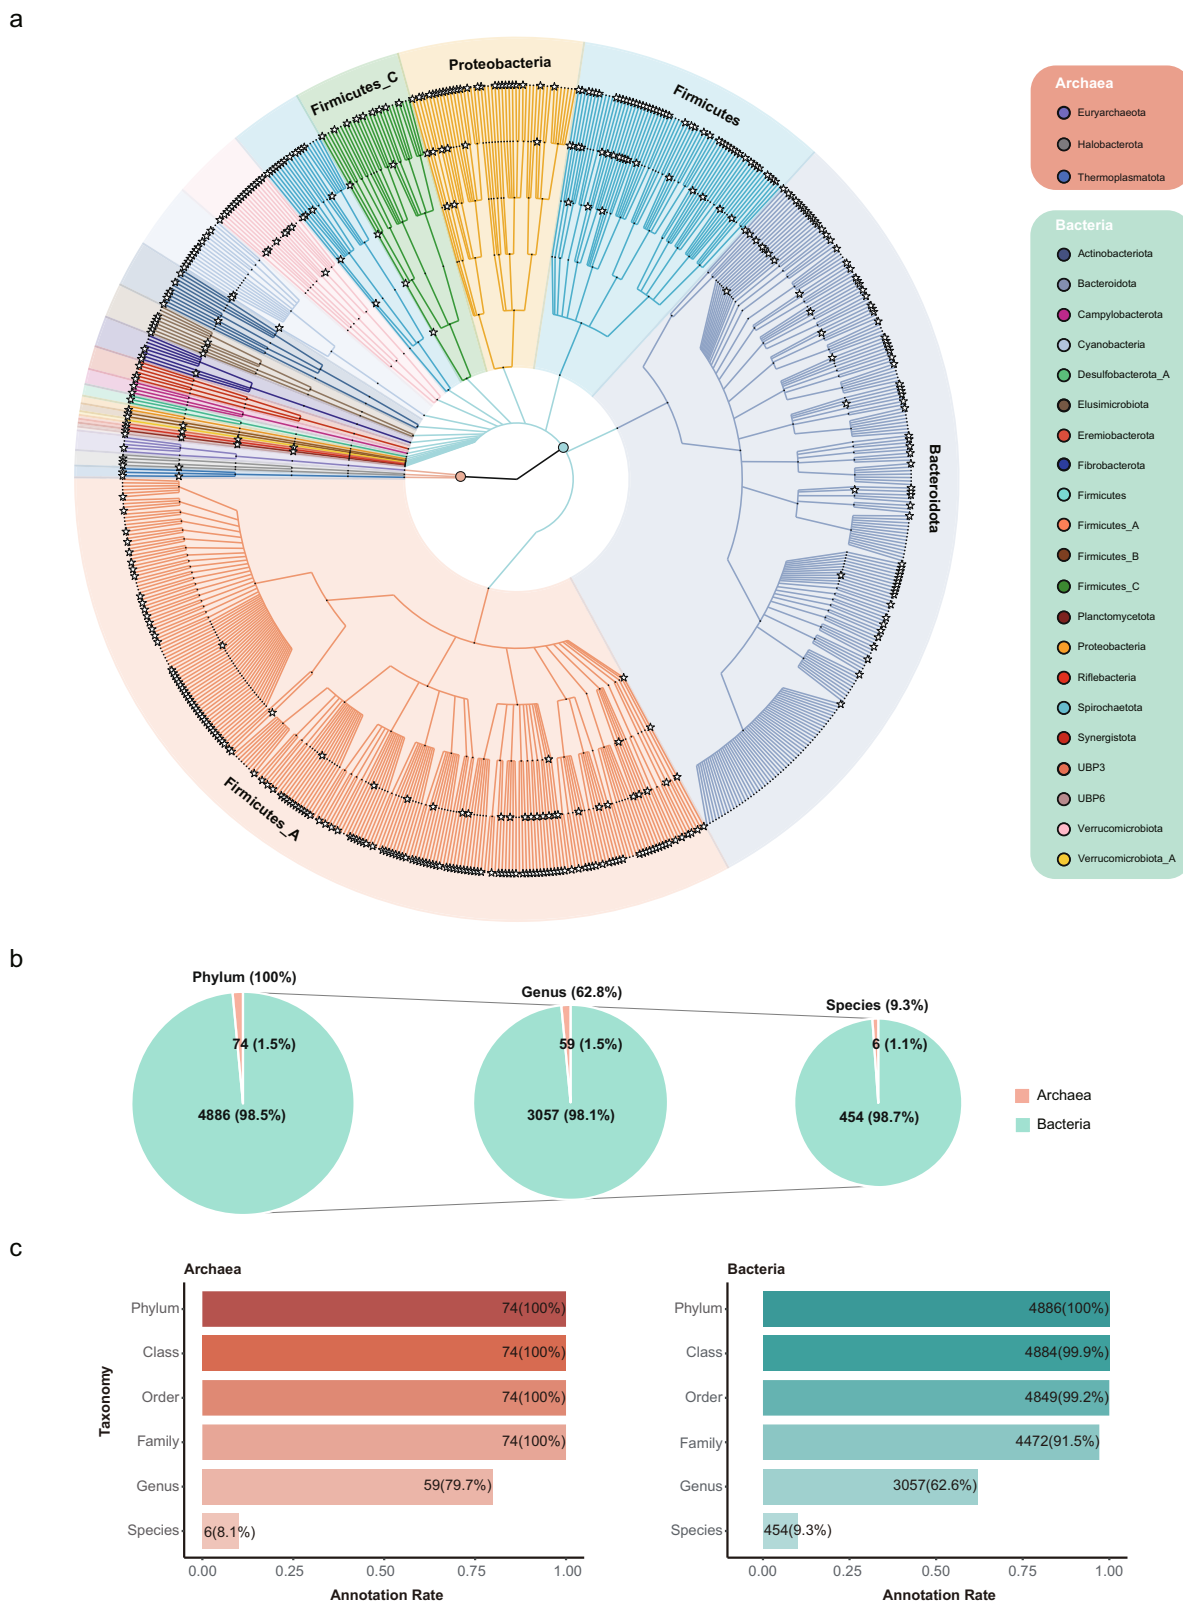 a
Firmicutes_C
Proteobacteria
Firmicutes
Bacteroidota
Firmicutes_A
Archaea
Euryarchaeota
Halobacterota
Thermoplasmatota
Bacteria
Actinobacteriota
Bacteroidota
Campylobacterota
Cyanobacteria
Desulfobacterota_A
Elusimicrobiota
Eremiobacterota
Fibrobacterota
Firmicutes
Firmicutes_A
Firmicutes_B
Firmicutes_C
Planctomycetota
Proteobacteria
Riflebacteria
Spirochaetota
Synergistota
UBP3
UBP6
Verrucomicrobiota
Verrucomicrobiota_A
b
Phylum (100%)
74 (1.5%)
4886 (98.5%)
Genus (62.8%)
59 (1.5%)
3057 (98.1%)
Species (9.3%)
6 (1.1%)
454 (98.7%)
Archaea
Bacteria
c
Archaea
Taxonomy
Phylum 74(100%)
Class 74(100%)
Order 74(100%)
Family 74(100%)
Genus 59(79.7%)
Species 6(8.1%)
0.00 0.25 0.50 0.75 1.00
Annotation Rate
Bacteria
Phylum 4886(100%)
Class 4884(99.9%)
Order 4849(99.2%)
Family 4472(91.5%)
Genus 3057(62.6%)
Species 454(9.3%)
0.00 0.25 0.50 0.75 1.00
Annotation Rate